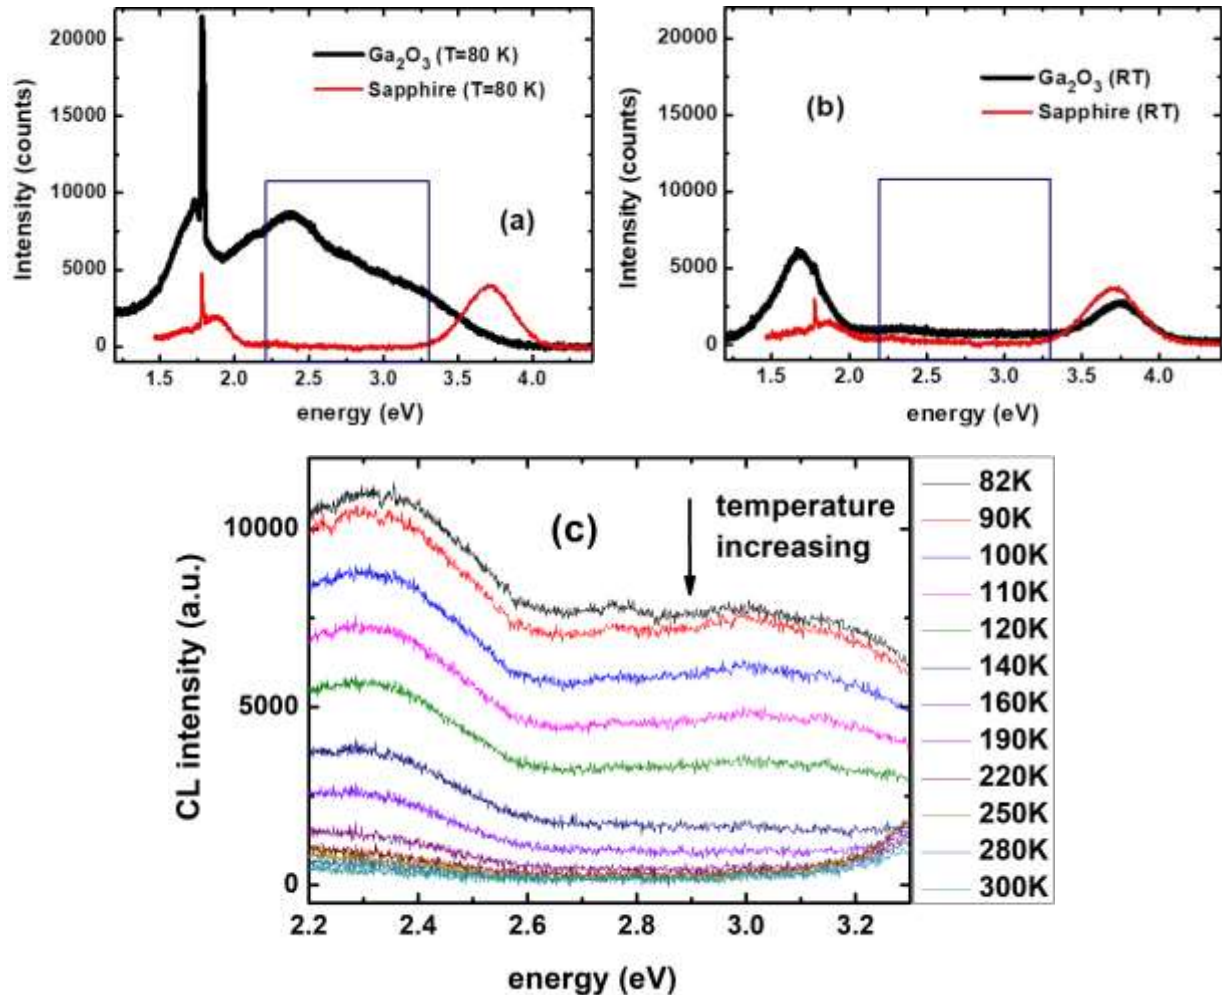 20000
15000
10000
5000
0
Intensity (counts)
Ga₂O₃ (T=80 K)
Sapphire (T=80 K)
(a)
1.5 2.0 2.5 3.0 3.5 4.0
energy (eV)
20000
15000
10000
5000
0
Intensity (counts)
Ga₂O₃ (RT)
Sapphire (RT)
(b)
1.5 2.0 2.5 3.0 3.5 4.0
energy (eV)
10000
5000
0
CL intensity (a.u.)
(c)
temperature
increasing
2.2 2.4 2.6 2.8 3.0 3.2
energy (eV)
82K
90K
100K
110K
120K
140K
160K
190K
220K
250K
280K
300K